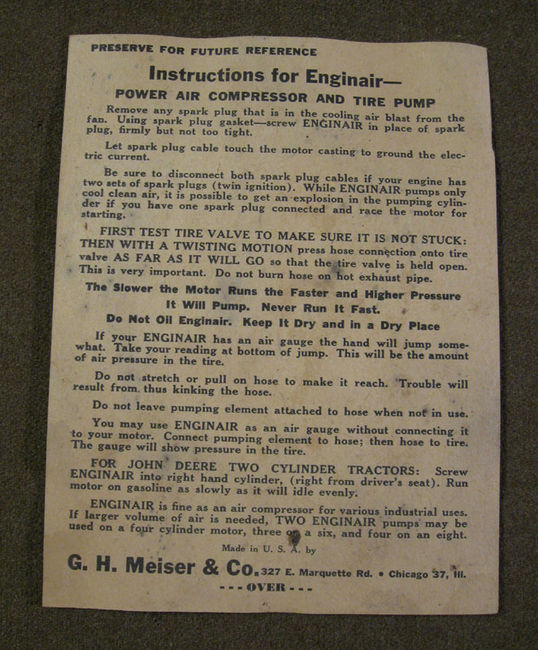 PRESERVE FOR FUTURE REFERENCE
Instructions for Enginair—
POWER AIR COMPRESSOR AND TIRE PUMP
Remove any spark plug that is in the cooling air blast from the
fan. Using spark plug gasket—screw ENGINAIR in place of spark
plug, firmly but not too tight.
Let spark plug cable touch the motor casting to ground the elec-
tric current.
Be sure to disconnect both spark plug cables if your engine has
two sets of spark plugs (twin ignition). While ENGINAIR pumps only
cool clean air, it is possible to get an explosion in the pumping cylin-
der if you have one spark plug connected and race the motor for
starting.
FIRST TEST TIRE VALVE TO MAKE SURE IT IS NOT STUCK:
THEN WITH A TWISTING MOTION press hose connection onto tire
valve AS FAR AS IT WILL GO so that the tire valve is held open.
This is very important. Do not burn hose on hot exhaust pipe.
The Slower the Motor Runs the Faster and Higher Pressure
It Will Pump. Never Run It Fast.
Do Not Oil Enginair. Keep It Dry and in a Dry Place
If your ENGINAIR has an air gauge the hand will jump some-
what. Take your reading at bottom of jump. This will be the amount
of air pressure in the tire.
Do not stretch or pull on hose to make it reach. Trouble will
result from thus kinking the hose.
Do not leave pumping element attached to hose when not in use.
You may use ENGINAIR as an air gauge without connecting it
to your motor. Connect pumping element to hose; then hose to tire.
The gauge will show pressure in the tire.
FOR JOHN DEERE TWO CYLINDER TRACTORS: Screw
ENGINAIR into right hand cylinder, (right from driver's seat). Run
motor on gasoline as slowly as it will idle evenly.
ENGINAIR is fine as an air compressor for various industrial uses.
If larger volume of air is needed, TWO ENGINAIR pumps may be
used on a four cylinder motor, three on a six, and four on an eight.
Made in U. S. A. by
G. H. Meiser & Co. 327 E. Marquette Rd. • Chicago 37, Ill.
- - - OVER - - -